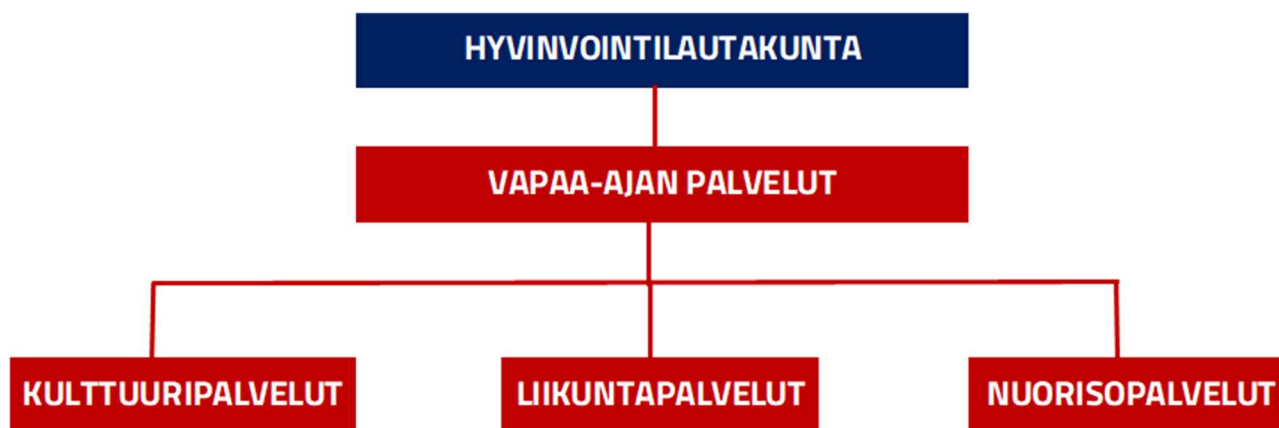 HYVINVOINTILAUTAKUNTA
VAPAA-AJAN PALVELUT
KULTTUURIPALVELUT
LIIKUNTAPALVELUT
NUORISOPALVELUT